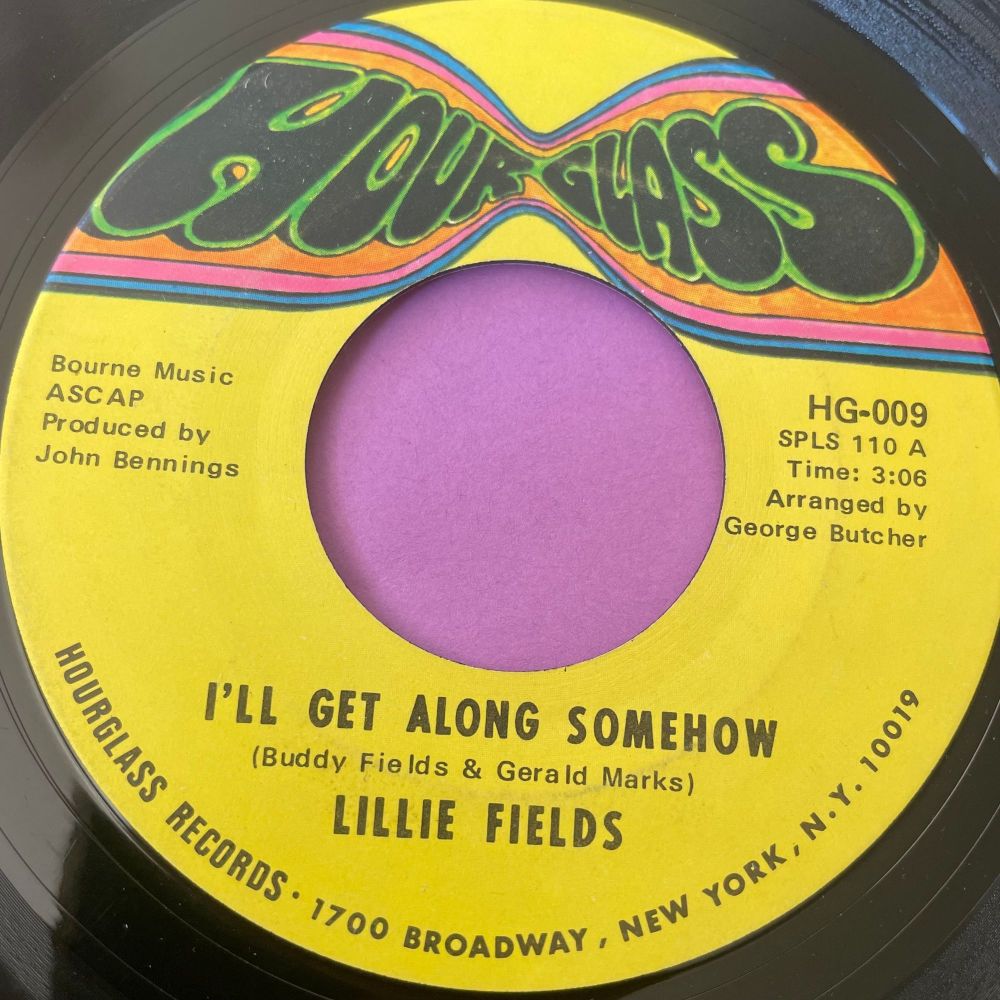 HOUR GLASS
Bourne Music
ASCAP
Produced by
John Bennings
HG-009
SPLS 110 A
Time: 3:06
Arranged by
George Butcher
I'LL GET ALONG SOMEHOW
(Buddy Fields & Gerald Marks)
LILLIE FIELDS
HOURGLASS RECORDS · 1700 BROADWAY, NEW YORK, N.Y. 10019